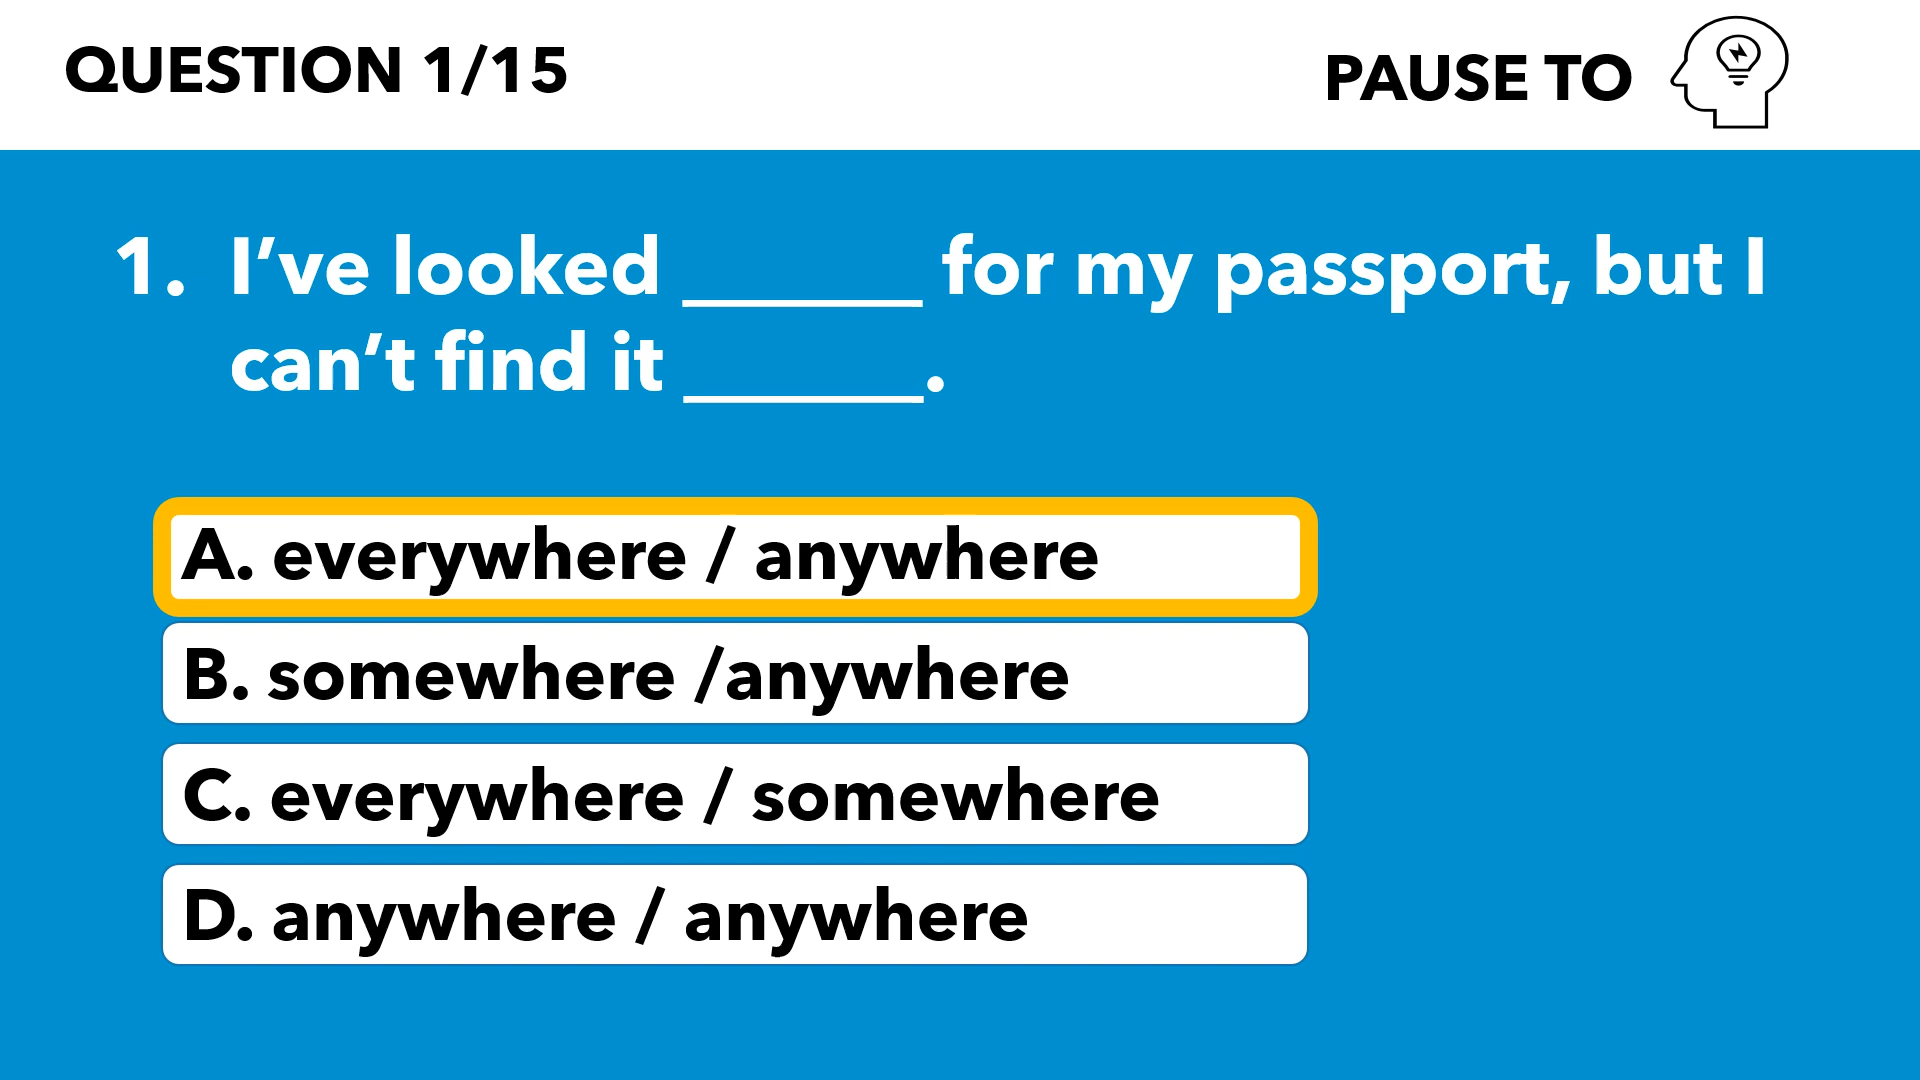 QUESTION 1/15
PAUSE TO
1. I’ve looked ______ for my passport, but I
can’t find it ______.
A. everywhere / anywhere
B. somewhere /anywhere
C. everywhere / somewhere
D. anywhere / anywhere